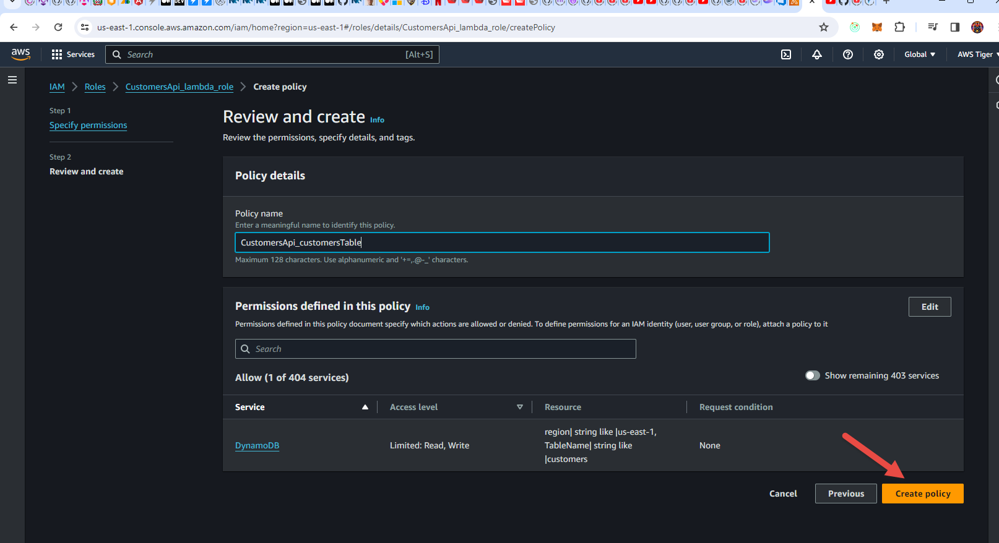 us-east-1.console.aws.amazon.com/iam/home?region=us-east-1#/roles/details/CustomersApi_lambda_role/createPolicy
aws
Services
Search
[Alt+S]
Global
AWS Tiger
IAM
Roles
CustomersApi_lambda_role
Create policy
Step 1
Specify permissions
Step 2
Review and create
Review and create Info
Review the permissions, specify details, and tags.
Policy details
Policy name
Enter a meaningful name to identify this policy.
CustomersApi_customersTable
Maximum 128 characters. Use alphanumeric and '+=,.@-_' characters.
Permissions defined in this policy Info
Edit
Permissions defined in this policy document specify which actions are allowed or denied. To define permissions for an IAM identity (user, user group, or role), attach a policy to it
Search
Allow (1 of 404 services)
Show remaining 403 services
Service
Access level
Resource
Request condition
DynamoDB
Limited: Read, Write
region| string like |us-east-1,
TableName| string like
|customers
None
Cancel
Previous
Create policy